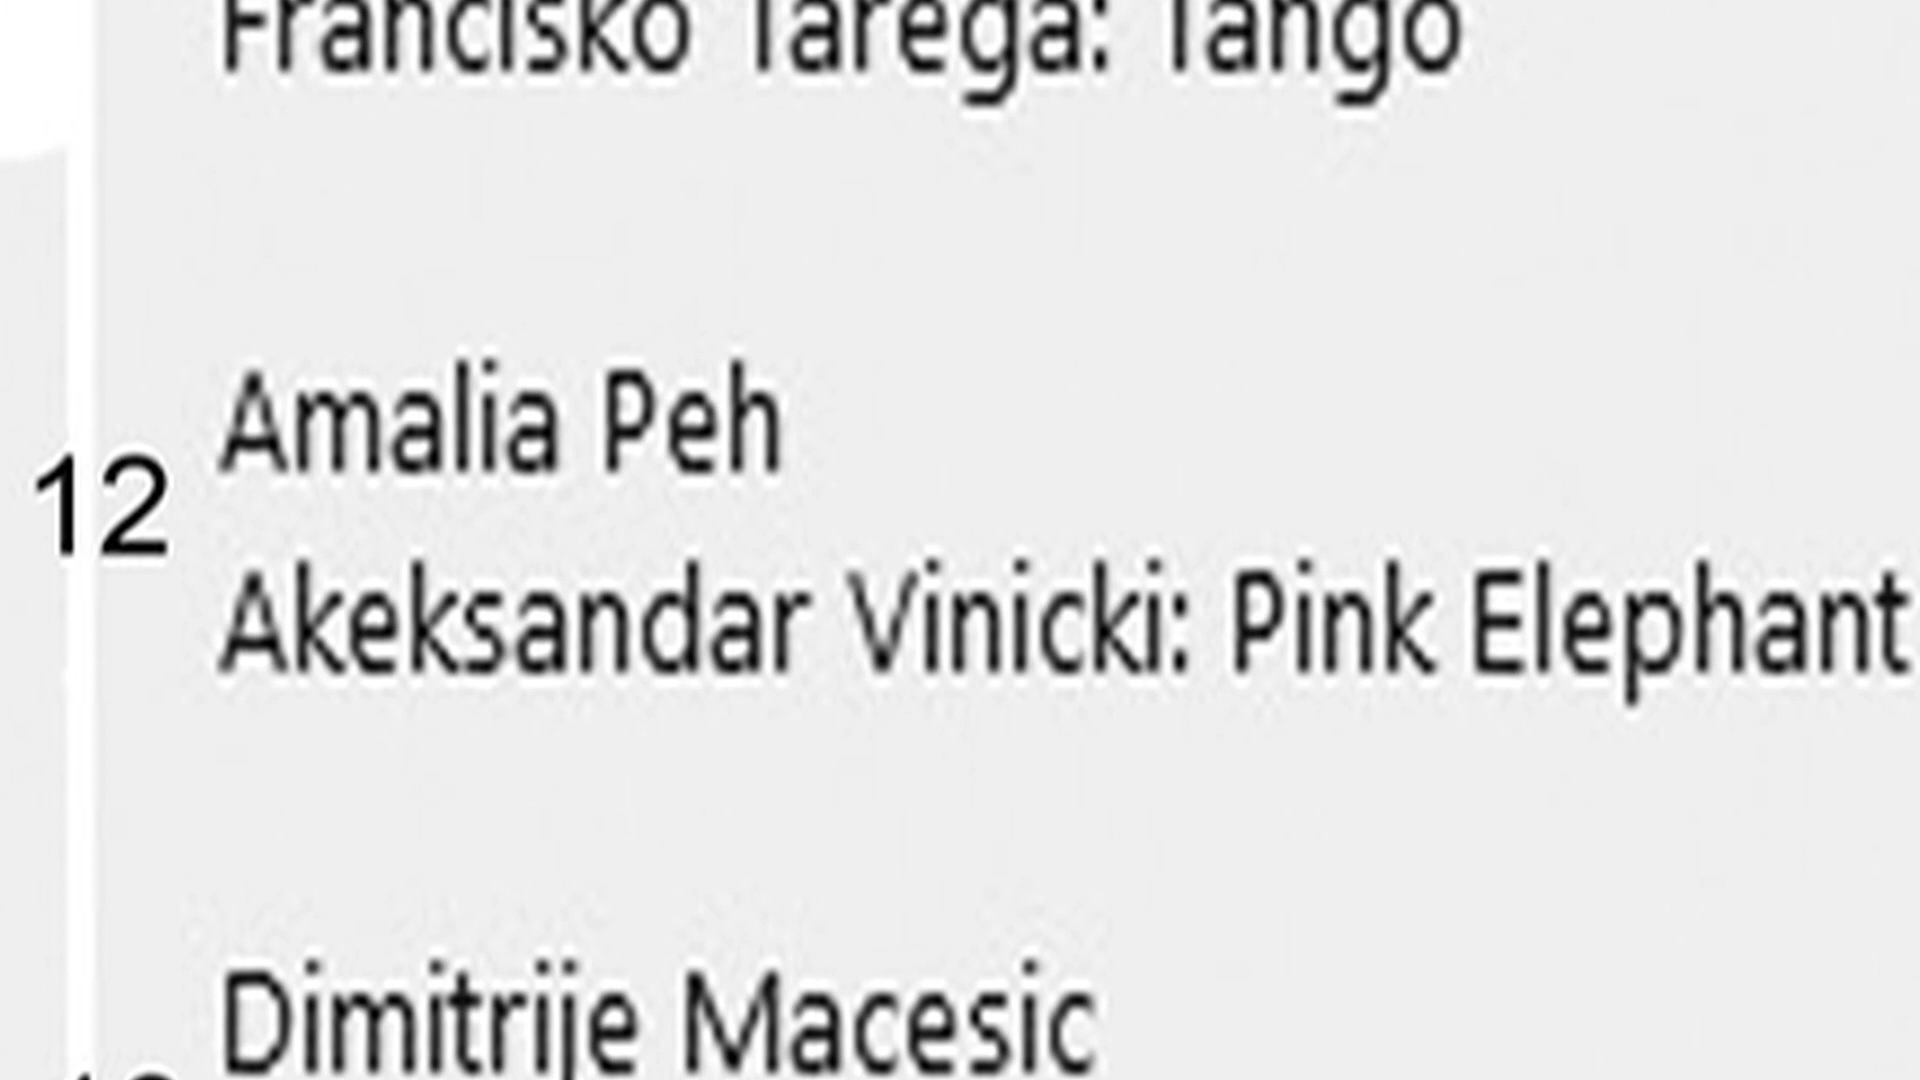 Francisko Tarega: Tango
Amalia Peh
12
Akeksandar Vinicki: Pink Elephant
Dimitrije Macesic